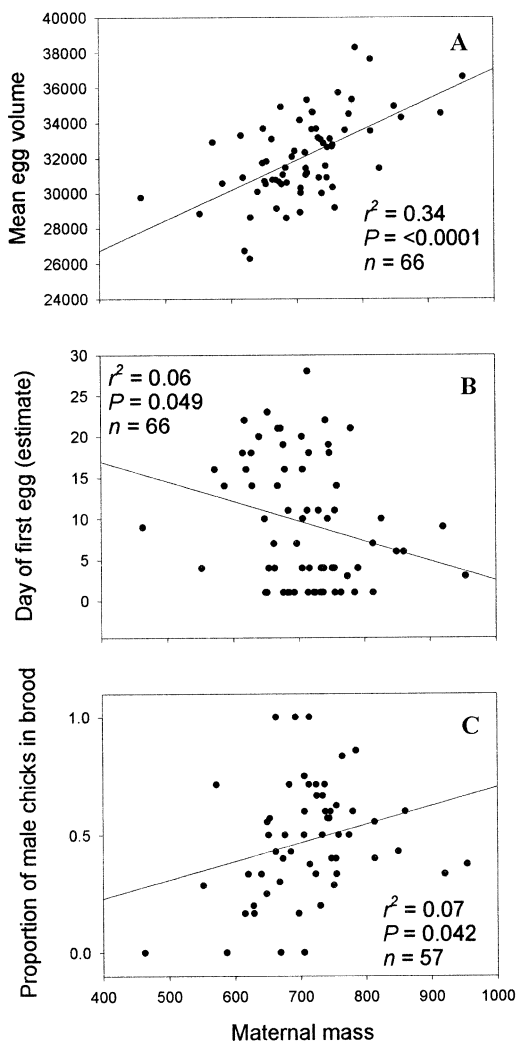 A
Mean egg volume
40000
38000
36000
34000
32000
30000
28000
26000
24000
r² = 0.34
P = <0.0001
n = 66
B
Day of first egg (estimate)
30
25
20
15
10
5
0
r² = 0.06
P = 0.049
n = 66
C
Proportion of male chicks in brood
1.0
0.5
0.0
r² = 0.07
P = 0.042
n = 57
400 500 600 700 800 900 1000
Maternal mass